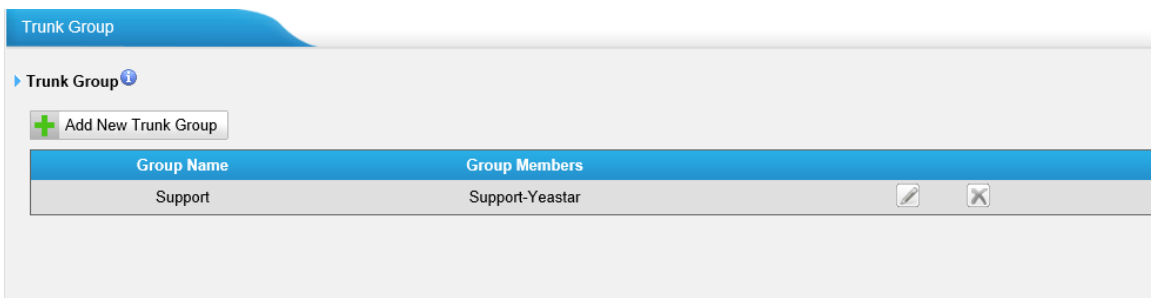 Trunk Group
Trunk Group
Add New Trunk Group
Group Name Group Members
Support Support-Yeastar